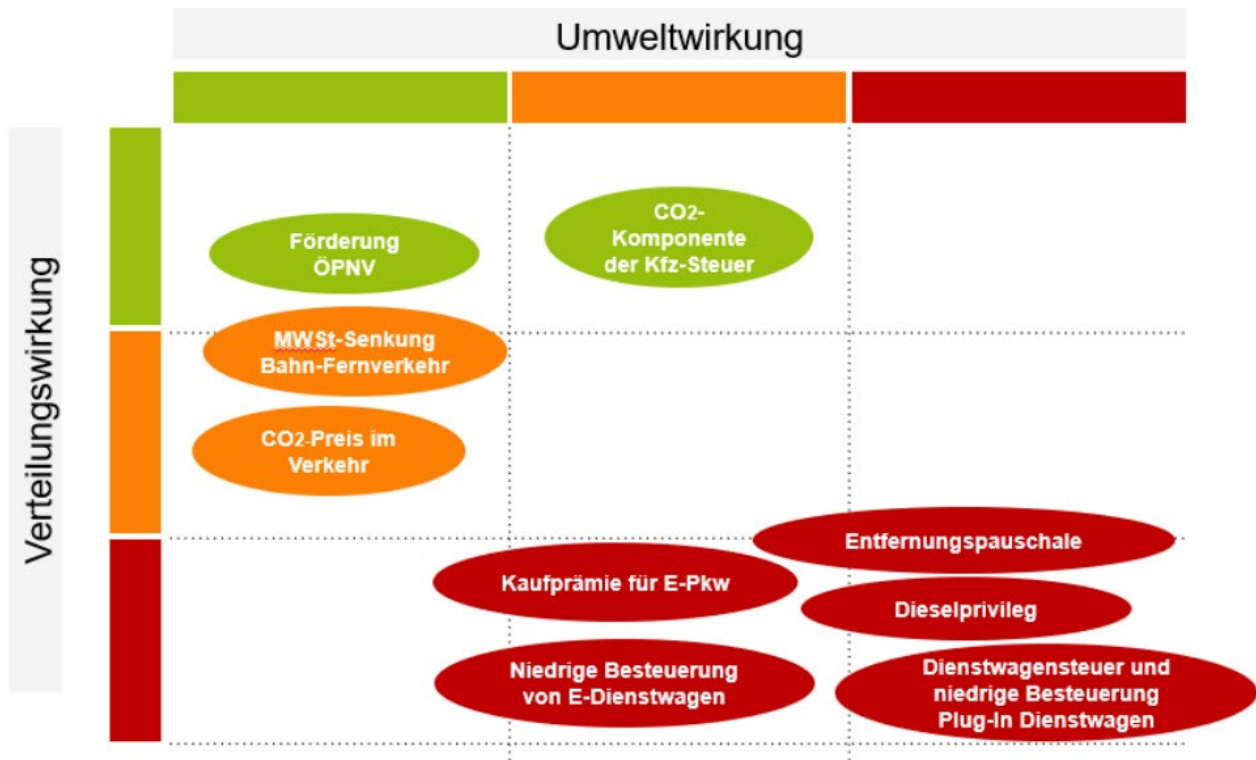 Umweltwirkung
Verteilungswirkung
Förderung
ÖPNV
CO2-
Komponente
der Kfz-Steuer
MWSt-Senkung
Bahn-Fernverkehr
CO2-Preis im
Verkehr
Entfernungspauschale
Kaufprämie für E-Pkw
Dieselprivileg
Niedrige Besteuerung
von E-Dienstwagen
Dienstwagensteuer und
niedrige Besteuerung
Plug-In Dienstwagen